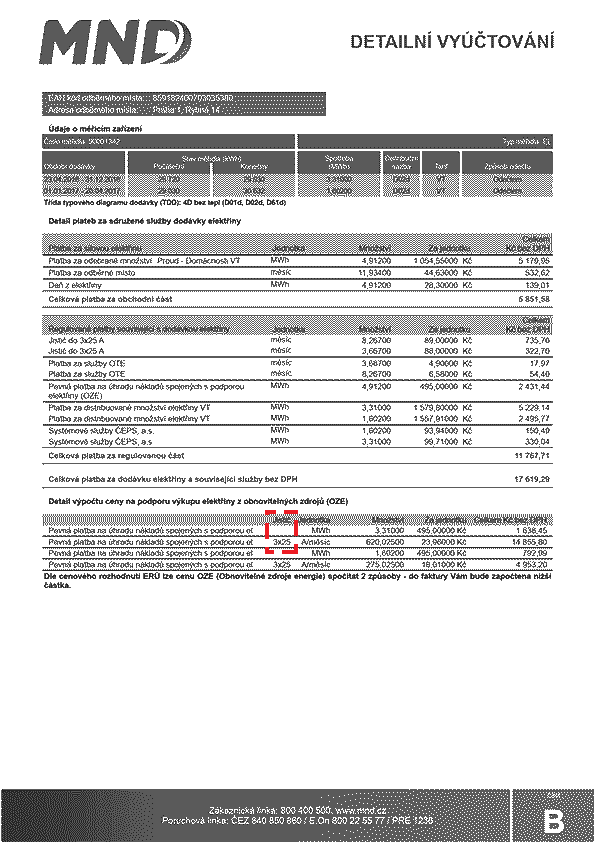 MND
DETAILNÍ VYÚČTOVÁNÍ
EAN kód odběrného místa:
Adresa odběrného místa: Praha 1, Rybná 14
Údaje o měřicím zařízení
Číslo měřidla Typ měřidla
Stav měřidla (kWh) Spotřeba Distribuční
Období dodávky Počáteční Konečný (MWh) sazba Tarif Způsob odečtu
31.12.2016 3,31000 D02d VT Odečtem
01.01.2017 1,60200 D02d VT Odečtem
Třída typového diagramu dodávky (TDD): 4D bez tepl (D01d, D02d, D61d)
Detail plateb za sdružené služby dodávky elektřiny
Celkem
Platba za silovou elektřinu Jednotka Množství Za jednotku Kč bez DPH
Platba za odebrané množství Proud - Domácnosti VT MWh 4,91200 1 054,55000 Kč 5 179,95
Platba za odběrné místo měsíc 11,93400 44,63000 Kč 532,62
Daň z elektřiny MWh 4,91200 28,30000 Kč 139,01
Celková platba za obchodní část 5 851,58
Celkem
Regulované platby související s dodávkou elektřiny Jednotka Množství Za jednotku Kč bez DPH
Jistič do 3x25 A měsíc 8,26700 89,00000 Kč 735,76
Jistič do 3x25 A měsíc 3,66700 88,00000 Kč 322,70
Platba za služby OTE měsíc 3,66700 4,90000 Kč 17,97
Platba za služby OTE měsíc 8,26700 6,58000 Kč 54,40
Pevná platba na úhradu nákladů spojených s podporou MWh 4,91200 495,00000 Kč 2 431,44
elektřiny (OZE)
Platba za distribuované množství elektřiny VT MWh 3,31000 1 579,80000 Kč 5 229,14
Platba za distribuované množství elektřiny VT MWh 1,60200 1 557,91000 Kč 2 495,77
Systémové služby ČEPS, a.s. MWh 1,60200 93,94000 Kč 150,49
Systémové služby ČEPS, a.s. MWh 3,31000 99,71000 Kč 330,04
Celková platba za regulovanou část 11 767,71
Celková platba za dodávku elektřiny a související služby bez DPH 17 619,29
Detail výpočtu ceny na podporu výkupu elektřiny z obnovitelných zdrojů (OZE)
Jistič Jednotka Množství Za jednotku Celkem Kč bez DPH
Pevná platba na úhradu nákladů spojených s podporou el MWh 3,31000 495,00000 Kč 1 638,45
Pevná platba na úhradu nákladů spojených s podporou el 3x25 A/měsíc 620,02500 23,96000 Kč 14 855,80
Pevná platba na úhradu nákladů spojených s podporou el MWh 1,60200 495,00000 Kč 792,99
Pevná platba na úhradu nákladů spojených s podporou el 3x25 A/měsíc 275,02500 18,01000 Kč 4 953,20
Dle cenového rozhodnutí ERÚ lze cenu OZE (Obnovitelné zdroje energie) spočítat 2 způsoby - do faktury Vám bude započtena nižší
částka.
Zákaznická linka: 800 400 500, www.mnd.cz
Poruchová linka: ČEZ 840 850 860 / E.On 800 22 55 77 / PRE 1236
B